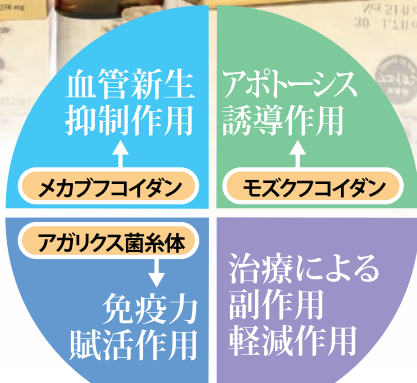 血管新生
抑制作用
メカブフコイダン
アポトーシス
誘導作用
モズクフコイダン
アガリクス菌糸体
免疫力
賦活作用
治療による
副作用
軽減作用